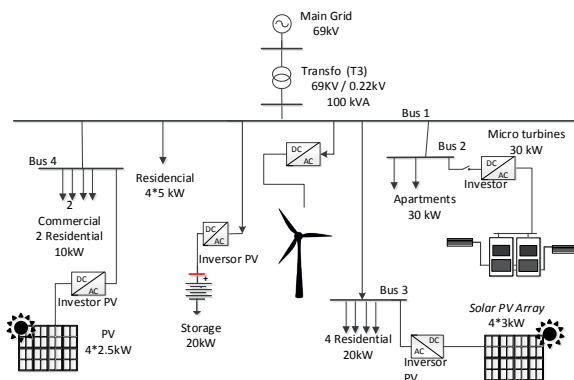 Main Grid
69kV
Transfo (T3)
69KV / 0.22kV
100 kVA
Bus 1
DC
AC
Micro turbines
30 kW
Bus 2
DC
AC
Investor
Bus 4
Residencial
4*5 kW
Apartments
30 kW
2
Commercial
2 Residential
10kW
DC
AC
Inversor PV
DC
AC
Investor PV
+
Storage
20kW
Bus 3
Solar PV Array
4*3kW
PV
4*2.5kW
4 Residential
20kW
DC
AC
Inversor
PV